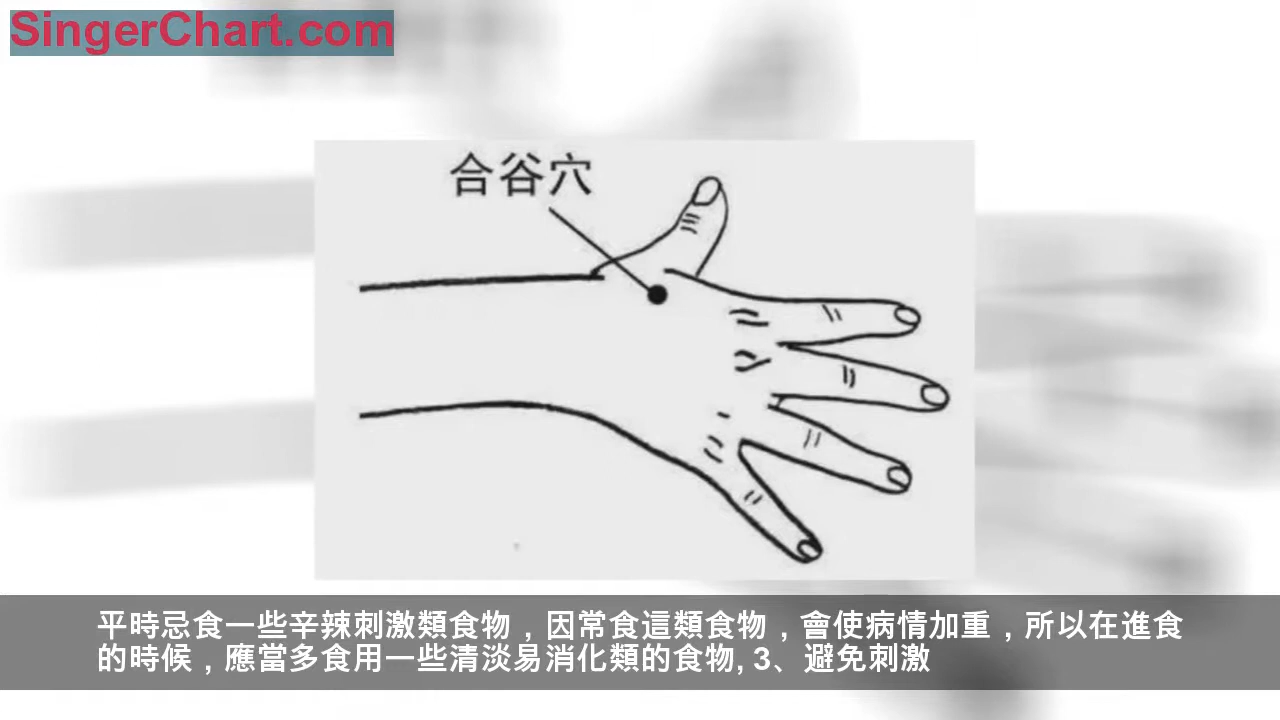 SingerChart.com
合谷穴
平時忌食一些辛辣刺激類食物，因常食這類食物，會使病情加重，所以在進食
的時候，應當多食用一些清淡易消化類的食物, 3、避免刺激